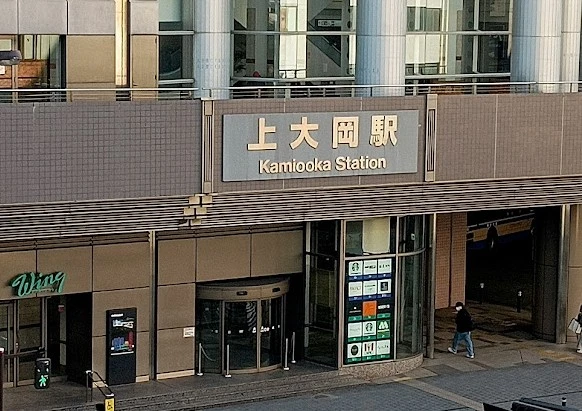 上大岡駅
Kamiooka Station
Wing